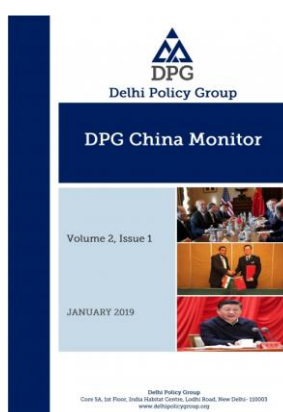 DPG
Delhi Policy Group
DPG China Monitor
Volume 2, Issue 1
JANUARY 2019
Delhi Policy Group
Core 5A, 1st Floor, India Habitat Centre, Lodhi Road, New Delhi- 110003
www.delhipolicygroup.org